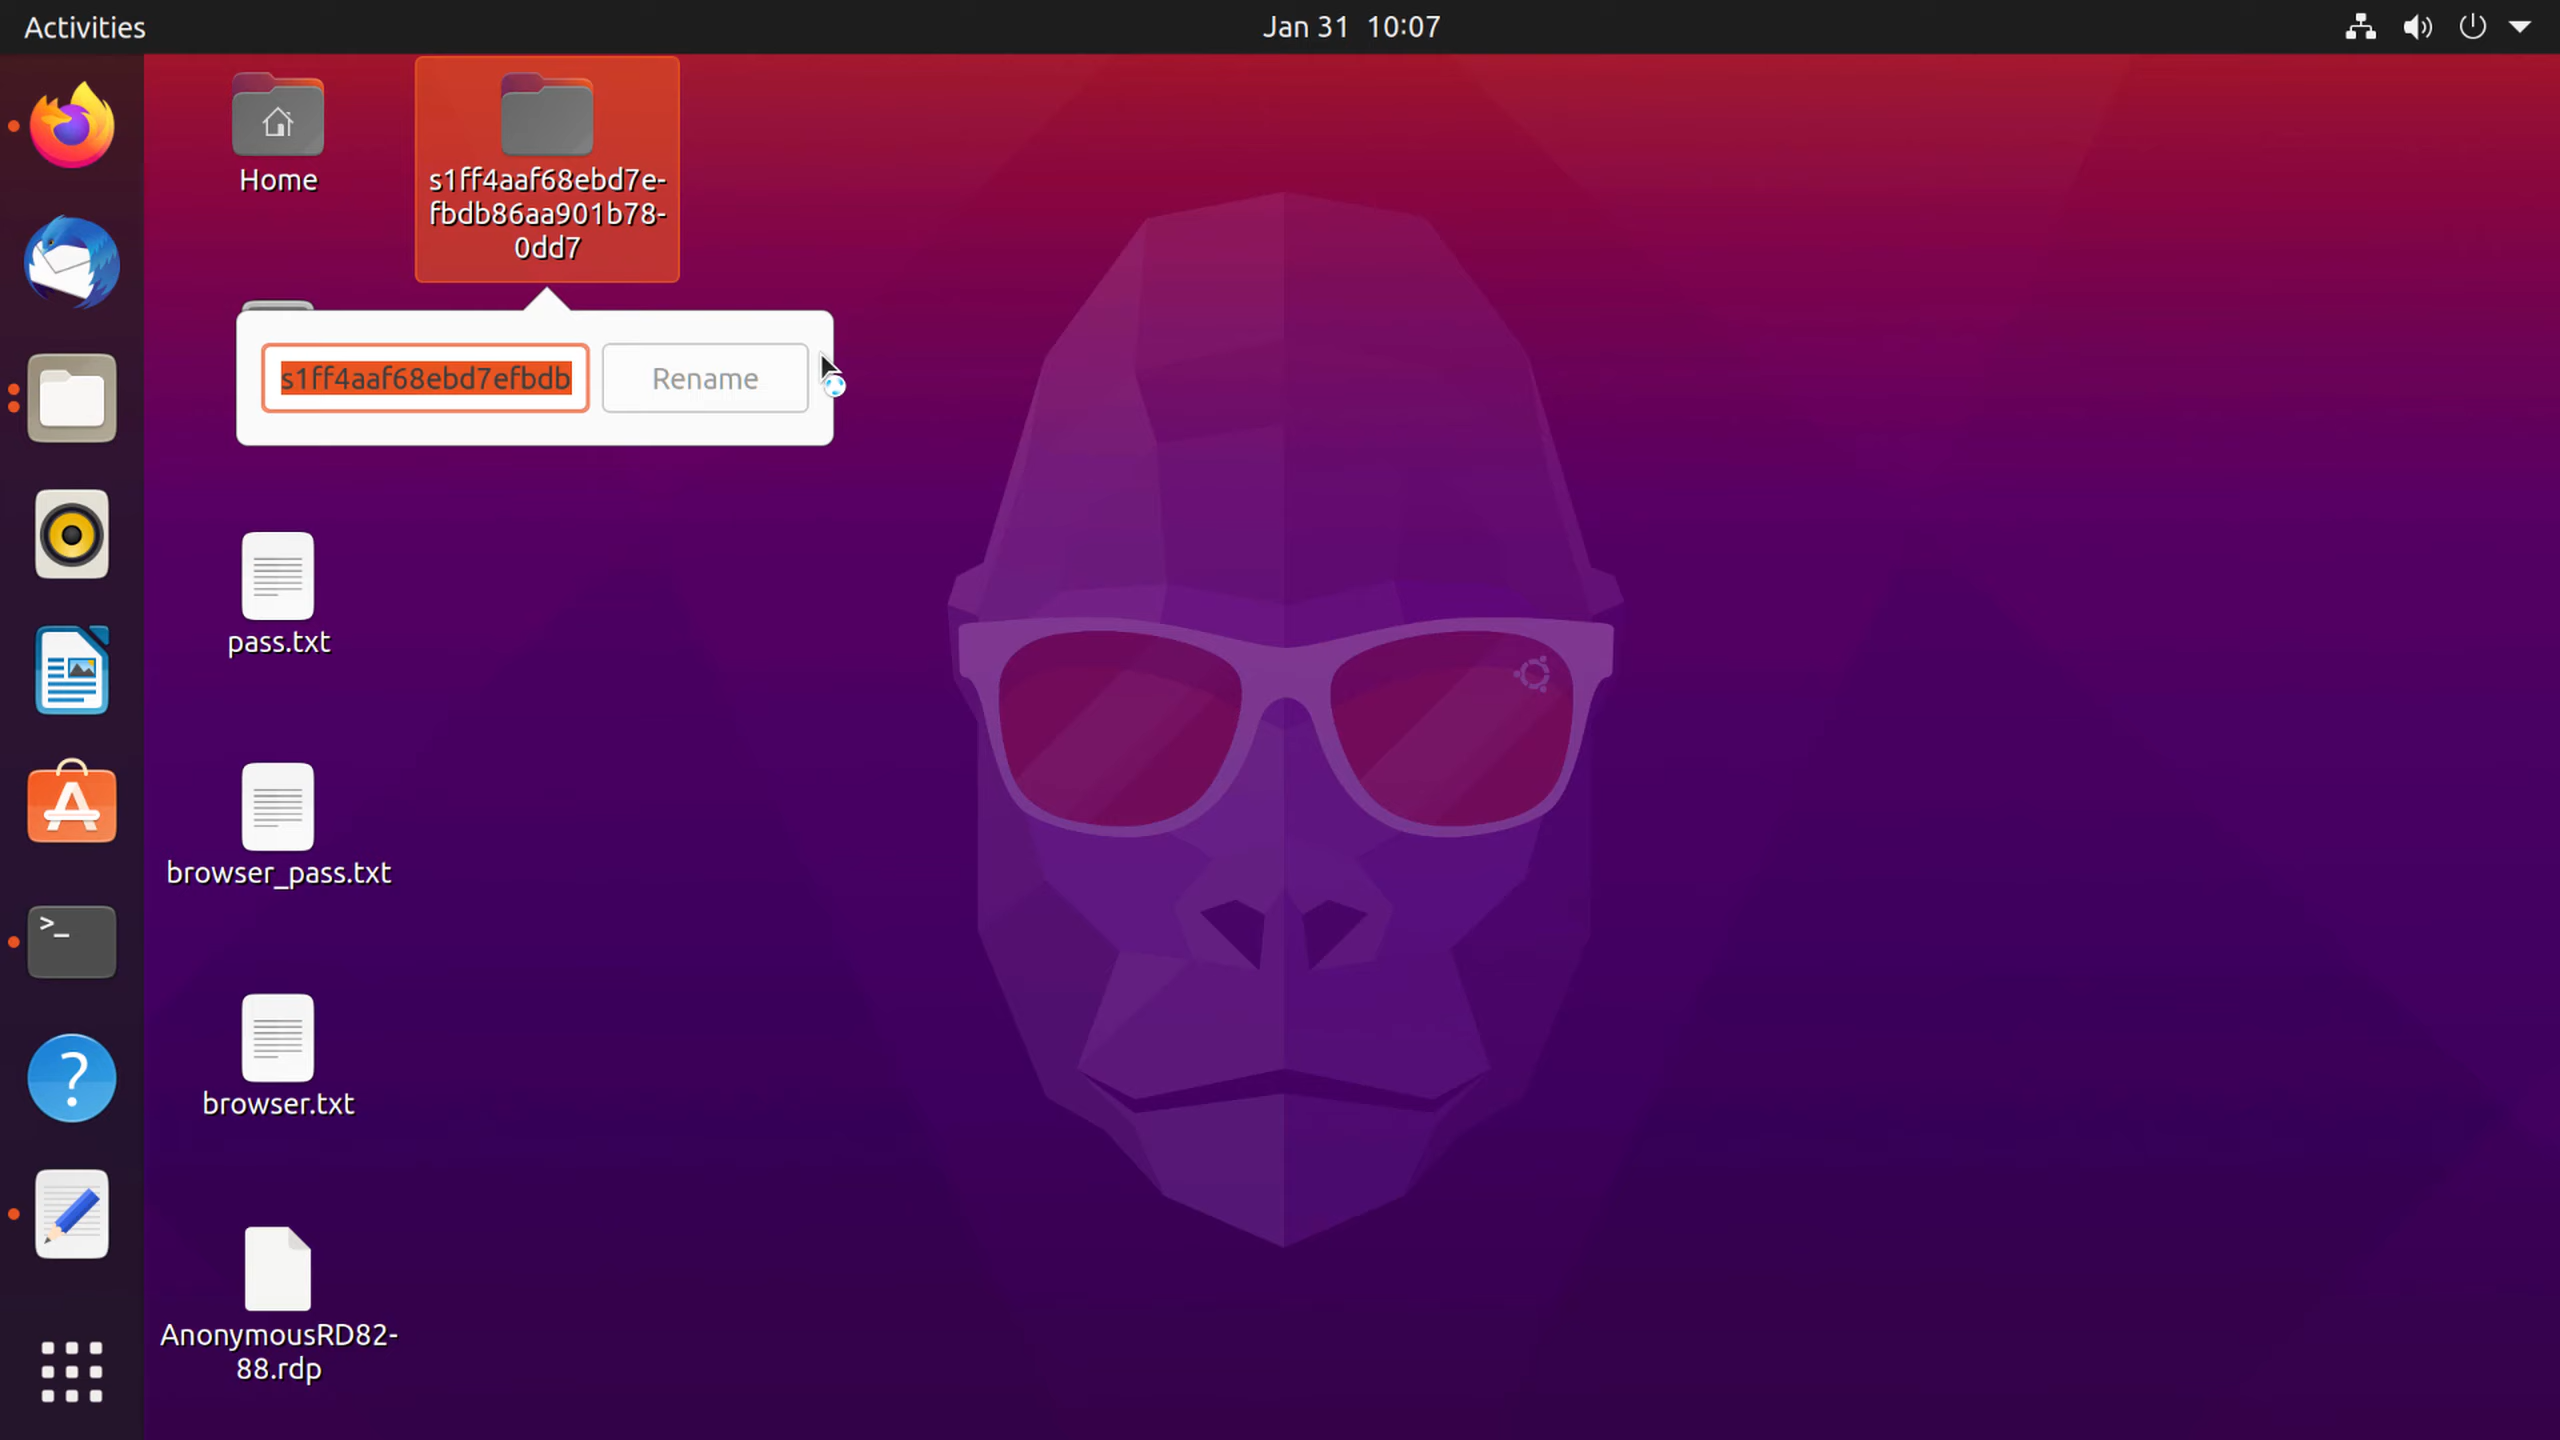 Activities
Jan 31 10:07
Home
s1ff4aaf68ebd7e-
fbdb86aa901b78-
0dd7
s1ff4aaf68ebd7efbdb
Rename
pass.txt
browser_pass.txt
browser.txt
AnonymousRD82-
88.rdp